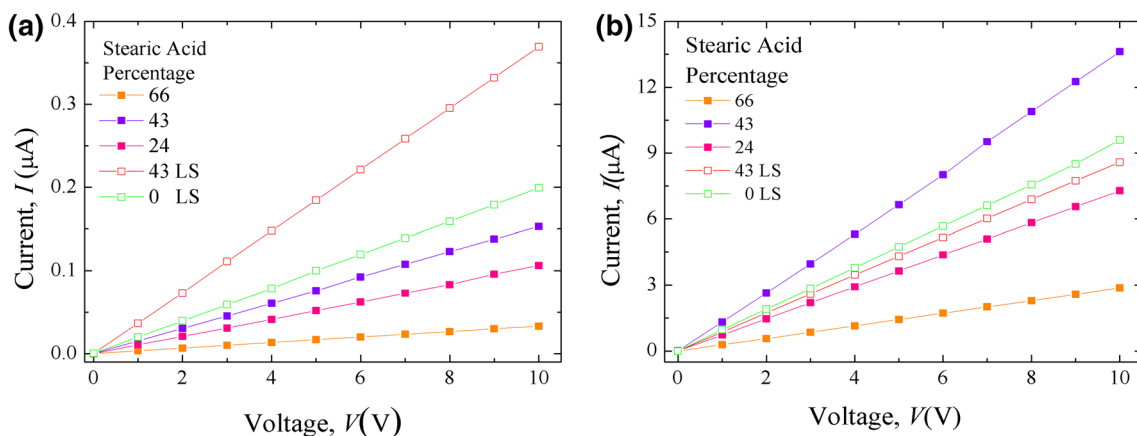 (a)
Stearic Acid
Percentage
66
43
24
43 LS
0 LS
0.4
0.3
0.2
0.1
0.0
0 2 4 6 8 10
Current, I (μA)
Voltage, V(V)
(b)
Stearic Acid
Percentage
66
43
24
43 LS
0 LS
15
12
9
6
3
0
0 2 4 6 8 10
Current, I(μA)
Voltage, V(V)